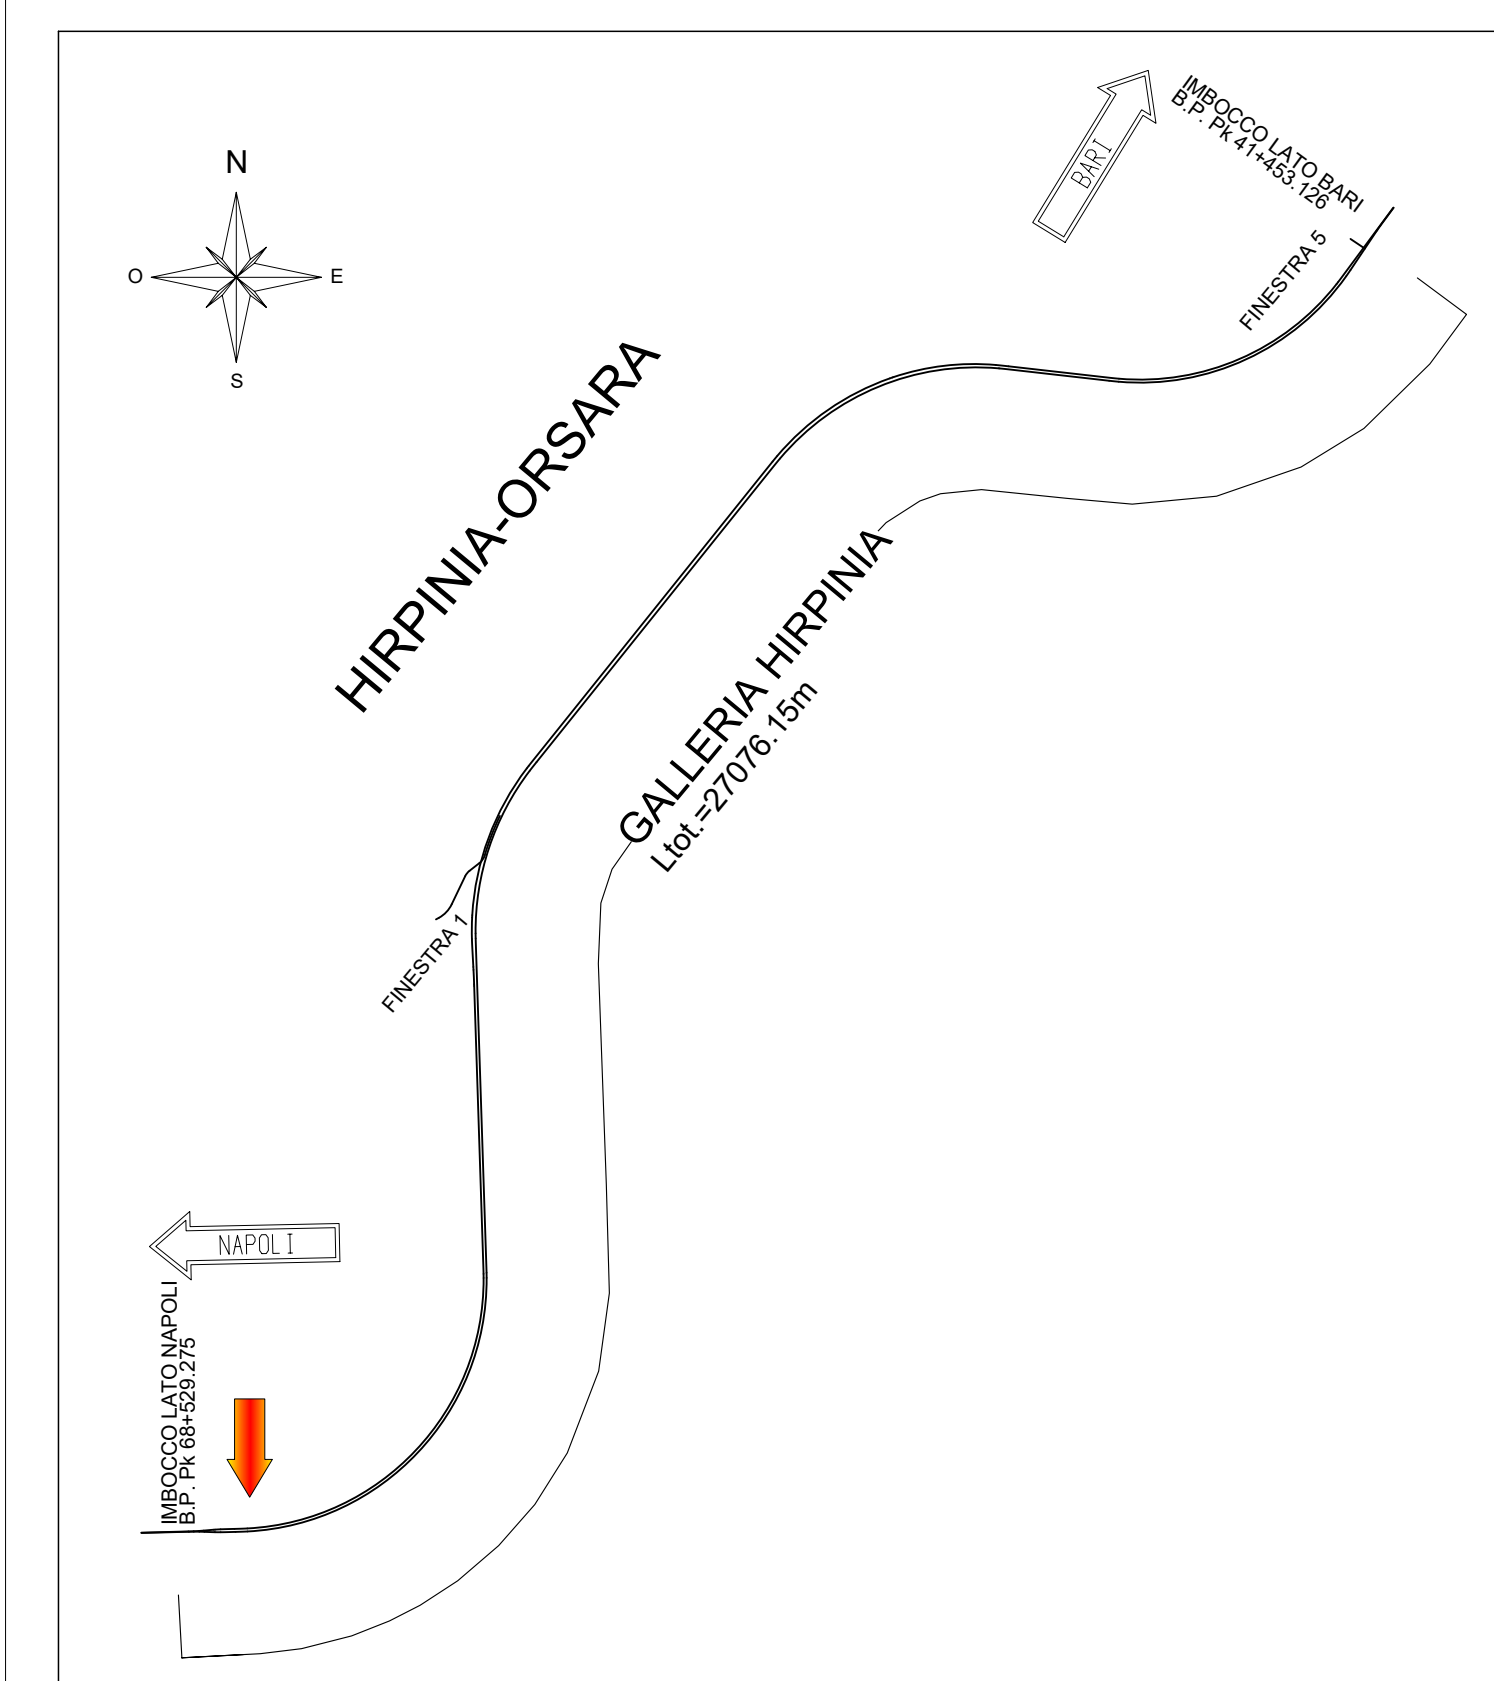 IMBOCCO LATO BARI
B.P. Pk 41+453.126
BARI
N
O
E
S
FINESTRA 5
HIRPINIA-ORSARA
GALLERIA HIRPINIA
Ltot.=27076.15m
FINESTRA 1
NAPOLI
IMBOCCO LATO NAPOLI
B.P. Pk 68+529.275